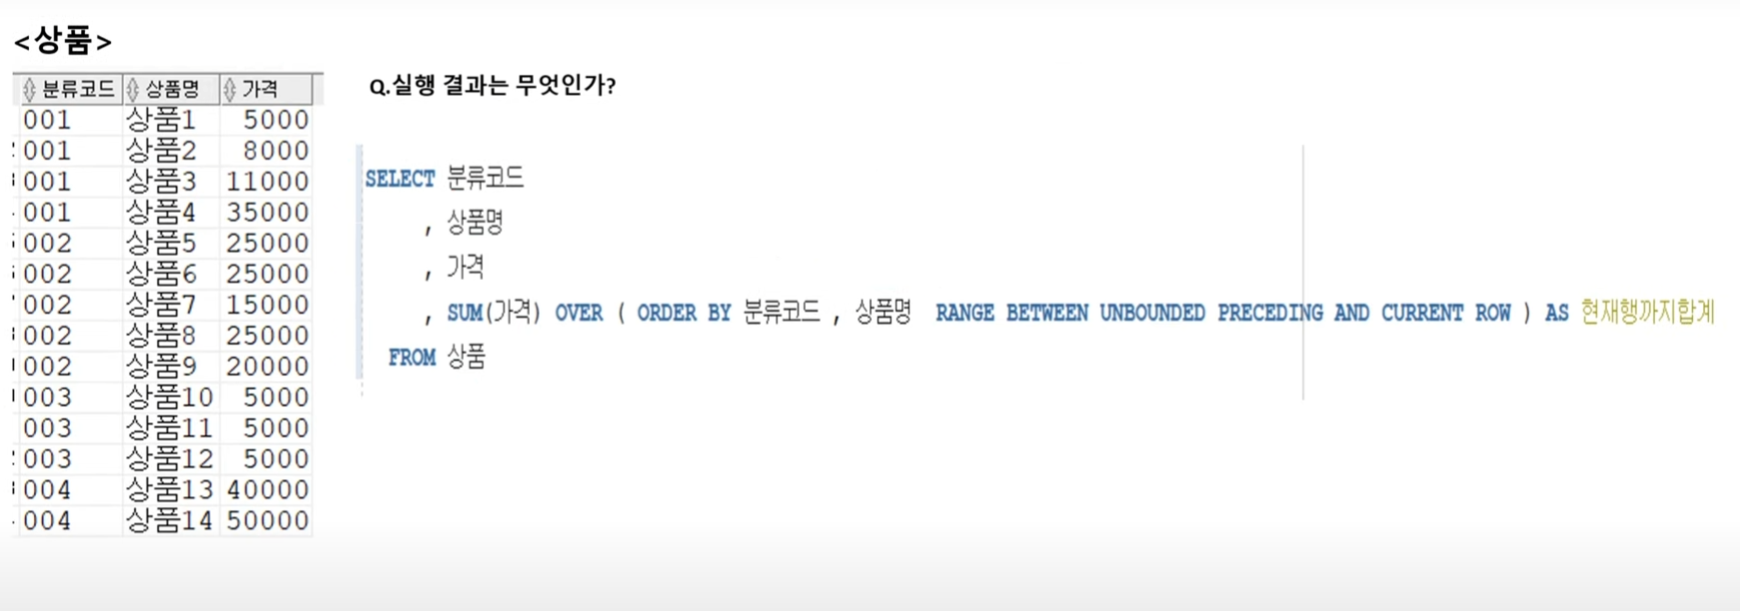 <상품>
분류코드 상품명 가격
001 상품1 5000
001 상품2 8000
001 상품3 11000
001 상품4 35000
002 상품5 25000
002 상품6 25000
002 상품7 15000
002 상품8 25000
002 상품9 20000
003 상품10 5000
003 상품11 5000
003 상품12 5000
004 상품13 40000
004 상품14 50000
Q.실행 결과는 무엇인가?
SELECT 분류코드
, 상품명
, 가격
, SUM(가격) OVER ( ORDER BY 분류코드 , 상품명 RANGE BETWEEN UNBOUNDED PRECEDING AND CURRENT ROW ) AS 현재행까지합계
FROM 상품